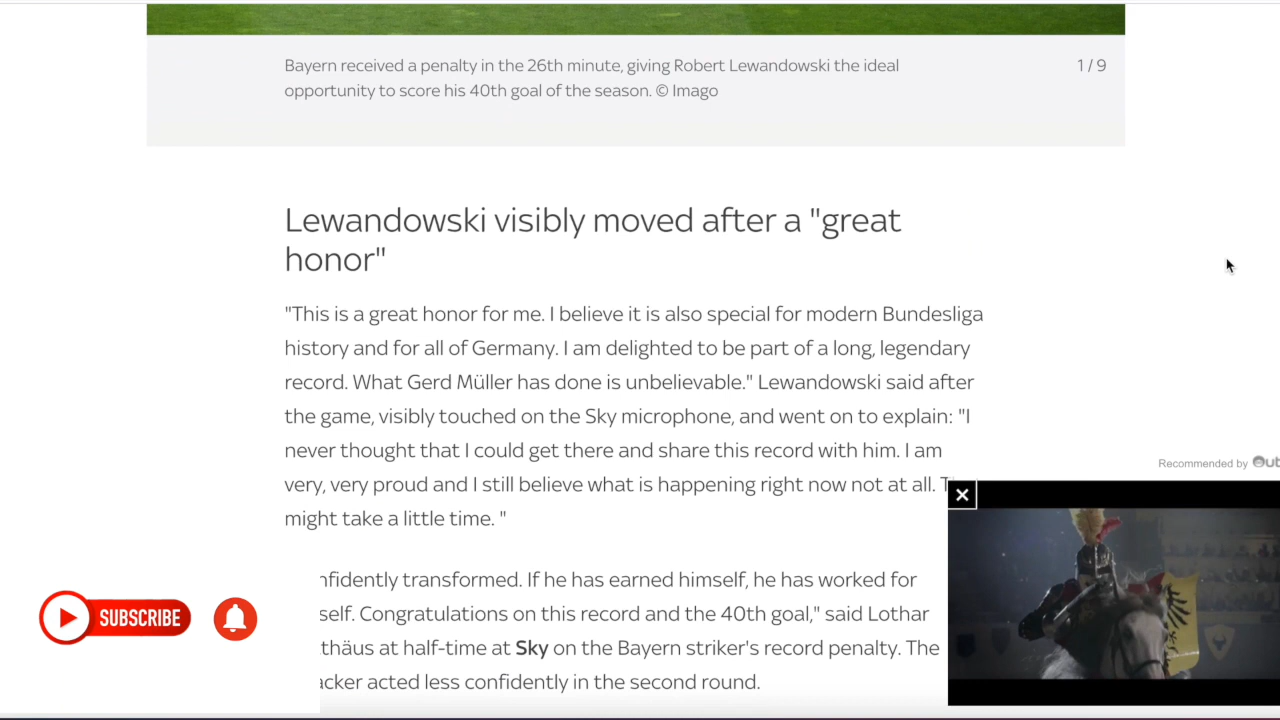 Bayern received a penalty in the 26th minute, giving Robert Lewandowski the ideal
1 / 9
opportunity to score his 40th goal of the season. © Imago
Lewandowski visibly moved after a "great
honor"
"This is a great honor for me. I believe it is also special for modern Bundesliga
history and for all of Germany. I am delighted to be part of a long, legendary
record. What Gerd Müller has done is unbelievable." Lewandowski said after
the game, visibly touched on the Sky microphone, and went on to explain: "I
never thought that I could get there and share this record with him. I am
very, very proud and I still believe what is happening right now not at all.
might take a little time. "
nfidently transformed. If he has earned himself, he has worked for
self. Congratulations on this record and the 40th goal," said Lothar
thäus at half-time at Sky on the Bayern striker's record penalty. The
acker acted less confidently in the second round.
Recommended by
SUBSCRIBE